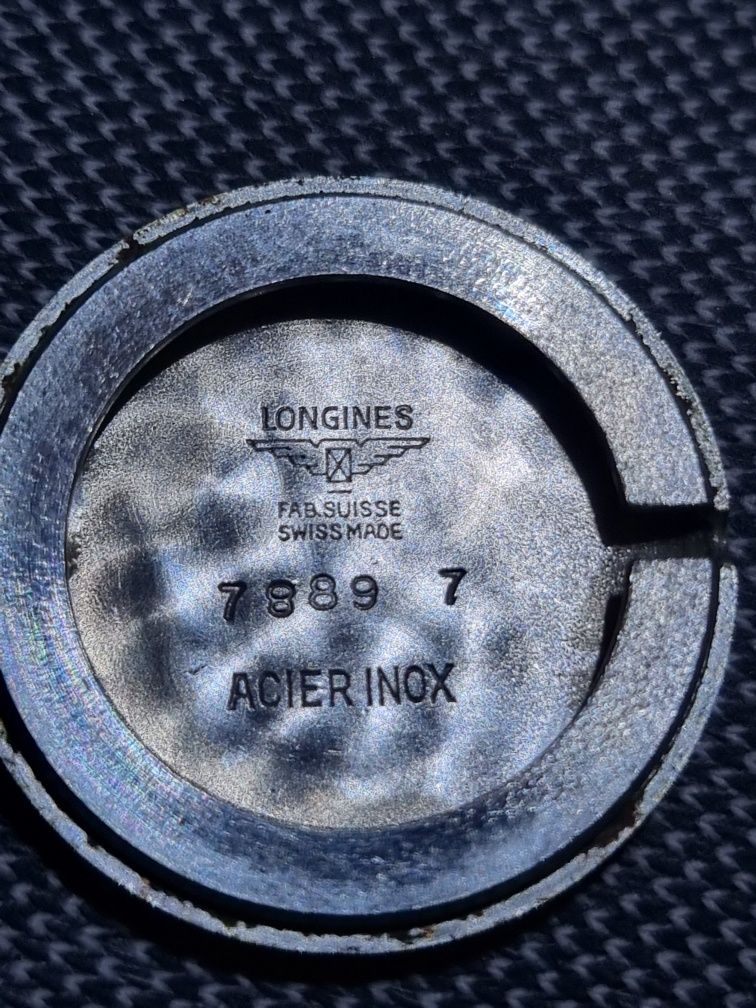 LONGINES
FAB.SUISSE
SWISS MADE
7889 7
ACIER INOX